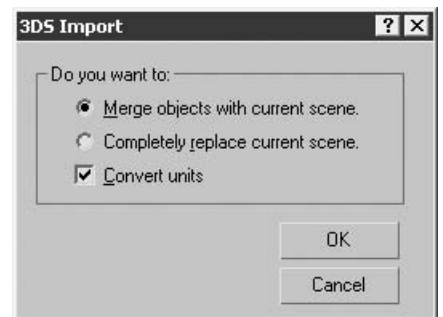 3DS Import
? ×
Do you want to:
Merge objects with current scene.
Completely replace current scene.
Convert units
OK
Cancel